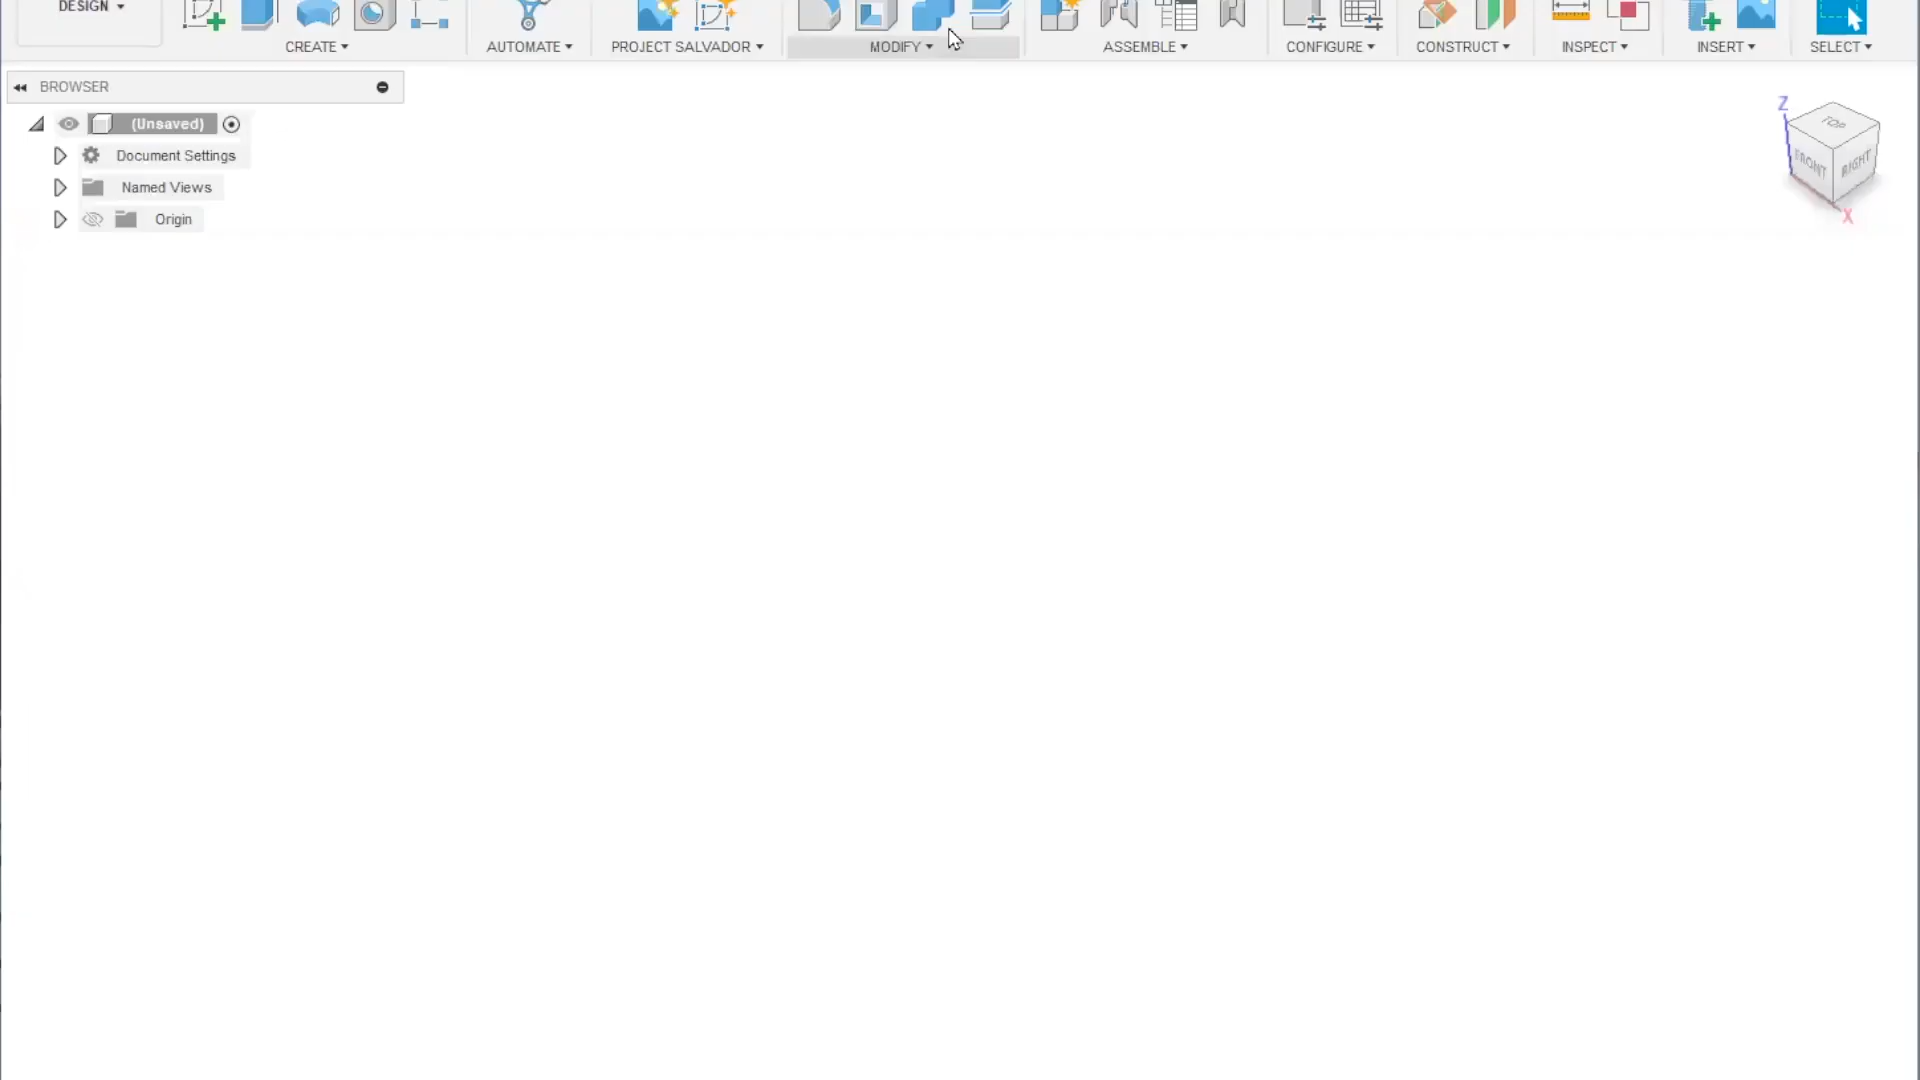 DESIGN
CREATE
AUTOMATE
PROJECT SALVADOR
MODIFY
ASSEMBLE
CONFIGURE
CONSTRUCT
INSPECT
INSERT
SELECT
BROWSER
(Unsaved)
Document Settings
Named Views
Origin
Z
TOP
FRONT
RIGHT
X